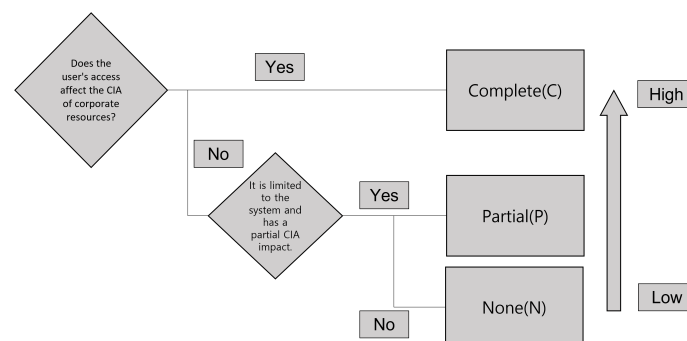 Does the
user's access
affect the CIA
of corporate
resources?
Yes
Complete(C)
High
No
It is limited
to the
system and
has a
partial CIA
impact.
Yes
Partial(P)
No
None(N)
Low